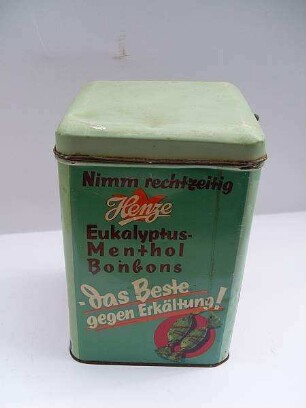 Nimm rechtzeitig
Henze
Eukalyptus-
Menthol
Bonbons
-das Beste
gegen Erkältung!